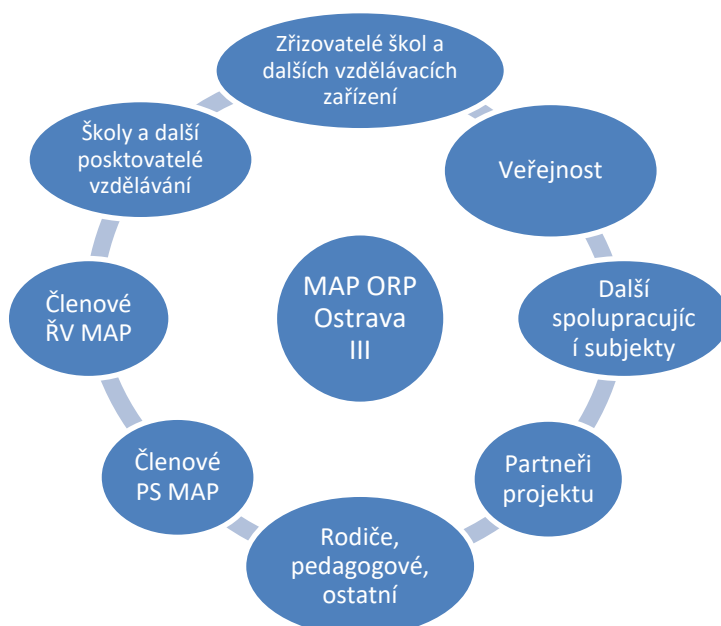 Zřizovatelé škol a
dalších vzdělávacích
zařízení
Veřejnost
Další
spolupracujíc
í subjekty
Partneři
projektu
Rodiče,
pedagogové,
ostatní
Členové
PS MAP
Členové
ŘV MAP
Školy a další
posktovatelé
vzdělávání
MAP ORP
Ostrava
III